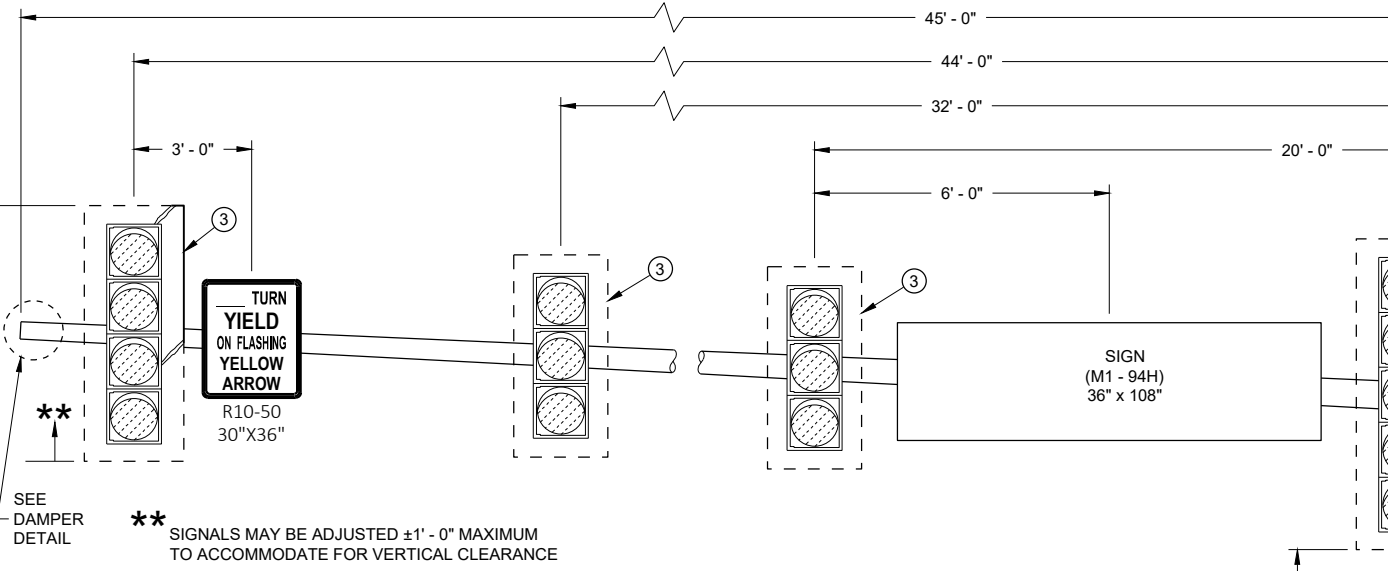 45' - 0"
44' - 0"
32' - 0"
3' - 0"
20' - 0"
6' - 0"
3
3
3
___ TURN
YIELD
ON FLASHING
YELLOW
ARROW
R10-50
30"X36"
SIGN
(M1 - 94H)
36" x 108"
**
SEE
DAMPER
DETAIL
** SIGNALS MAY BE ADJUSTED ±1' - 0" MAXIMUM
TO ACCOMMODATE FOR VERTICAL CLEARANCE